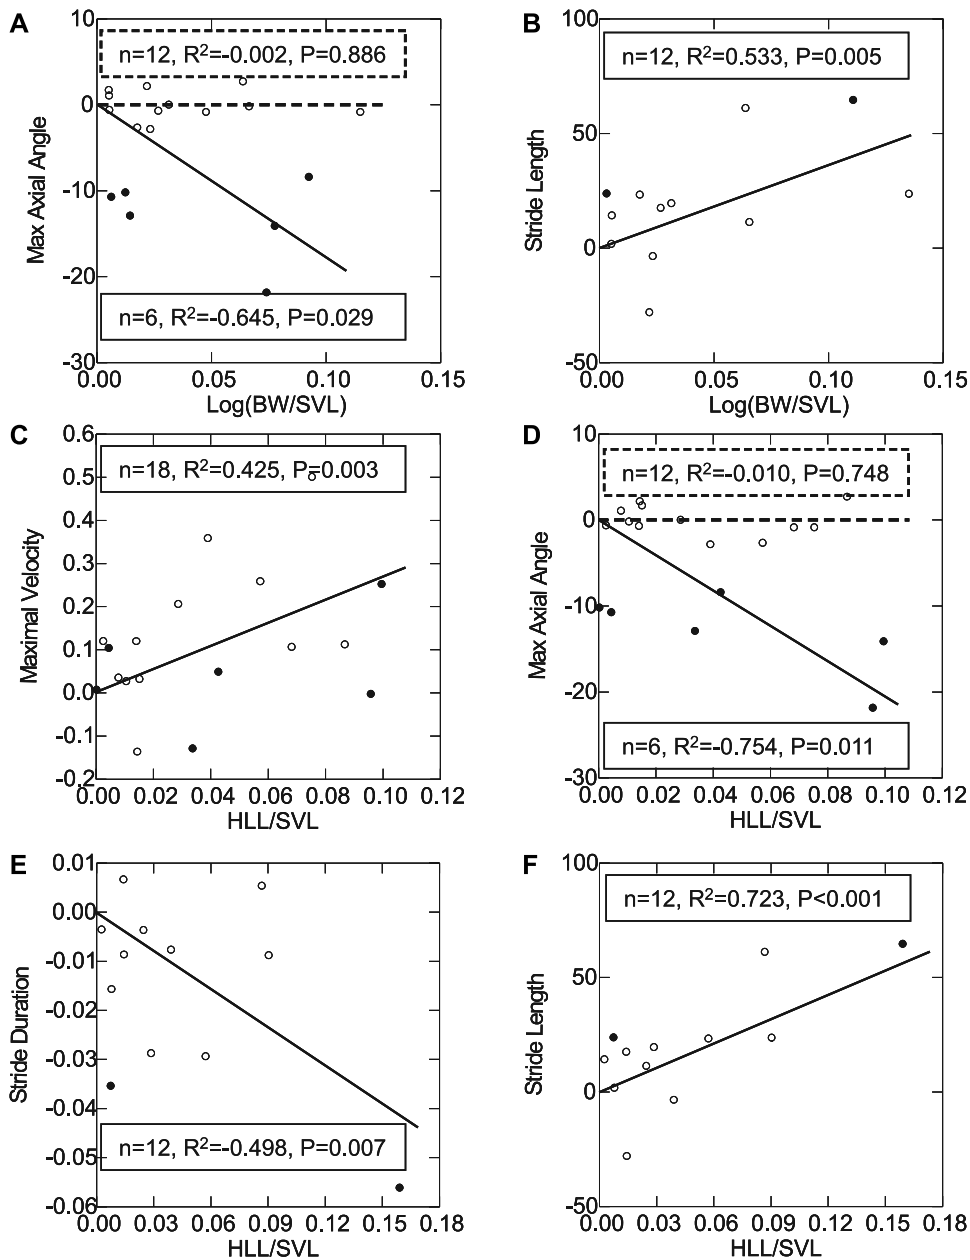 A
10
n=12, R²=-0.002, P=0.886
0
-10
-20
n=6, R²=-0.645, P=0.029
-30
0.00 0.05 0.10 0.15
Log(BW/SVL)
Max Axial Angle
B
100
n=12, R²=0.533, P=0.005
50
0
-50
0.00 0.05 0.10 0.15
Log(BW/SVL)
Stride Length
C
0.6
n=18, R²=0.425, P=0.003
0.5
0.4
0.3
0.2
0.1
0.0
-0.1
-0.2
0.00 0.02 0.04 0.06 0.08 0.10 0.12
HLL/SVL
Maximal Velocity
D
10
n=12, R²=-0.010, P=0.748
0
-10
-20
n=6, R²=-0.754, P=0.011
-30
0.00 0.02 0.04 0.06 0.08 0.10 0.12
HLL/SVL
Max Axial Angle
E
0.01
0.00
-0.01
-0.02
-0.03
-0.04
n=12, R²=-0.498, P=0.007
-0.05
-0.06
0.00 0.03 0.06 0.09 0.12 0.15 0.18
HLL/SVL
Stride Duration
F
100
n=12, R²=0.723, P<0.001
50
0
-50
0.00 0.03 0.06 0.09 0.12 0.15 0.18
HLL/SVL
Stride Length